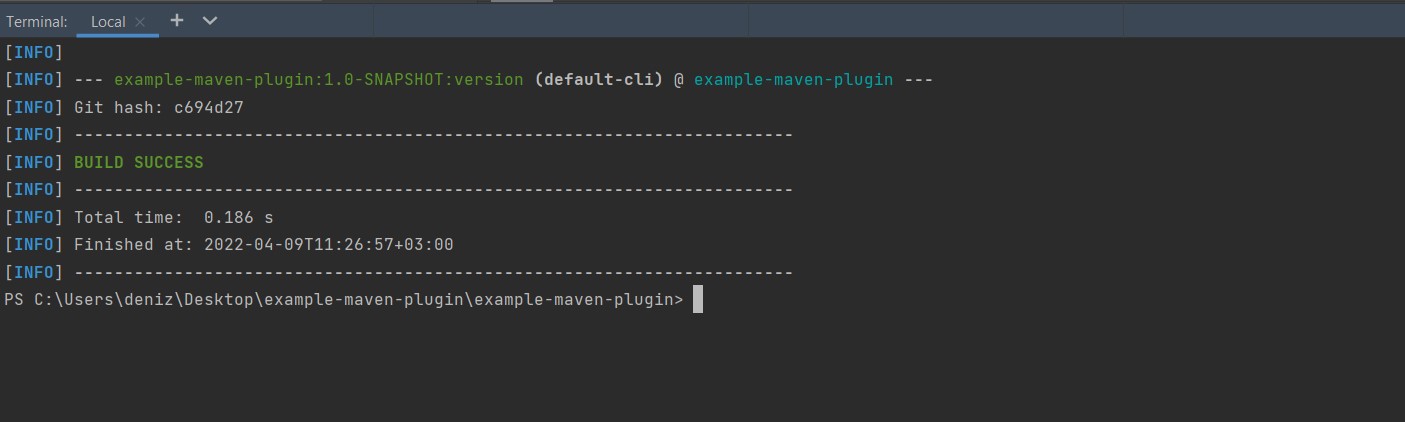 Terminal: Local × + 
[INFO]
[INFO] --- example-maven-plugin:1.0-SNAPSHOT:version (default-cli) @ example-maven-plugin ---
[INFO] Git hash: c694d27
[INFO] ------------------------------------------------------------------------
[INFO] BUILD SUCCESS
[INFO] ------------------------------------------------------------------------
[INFO] Total time:  0.186 s
[INFO] Finished at: 2022-04-09T11:26:57+03:00
[INFO] ------------------------------------------------------------------------
PS C:\Users\deniz\Desktop\example-maven-plugin\example-maven-plugin>